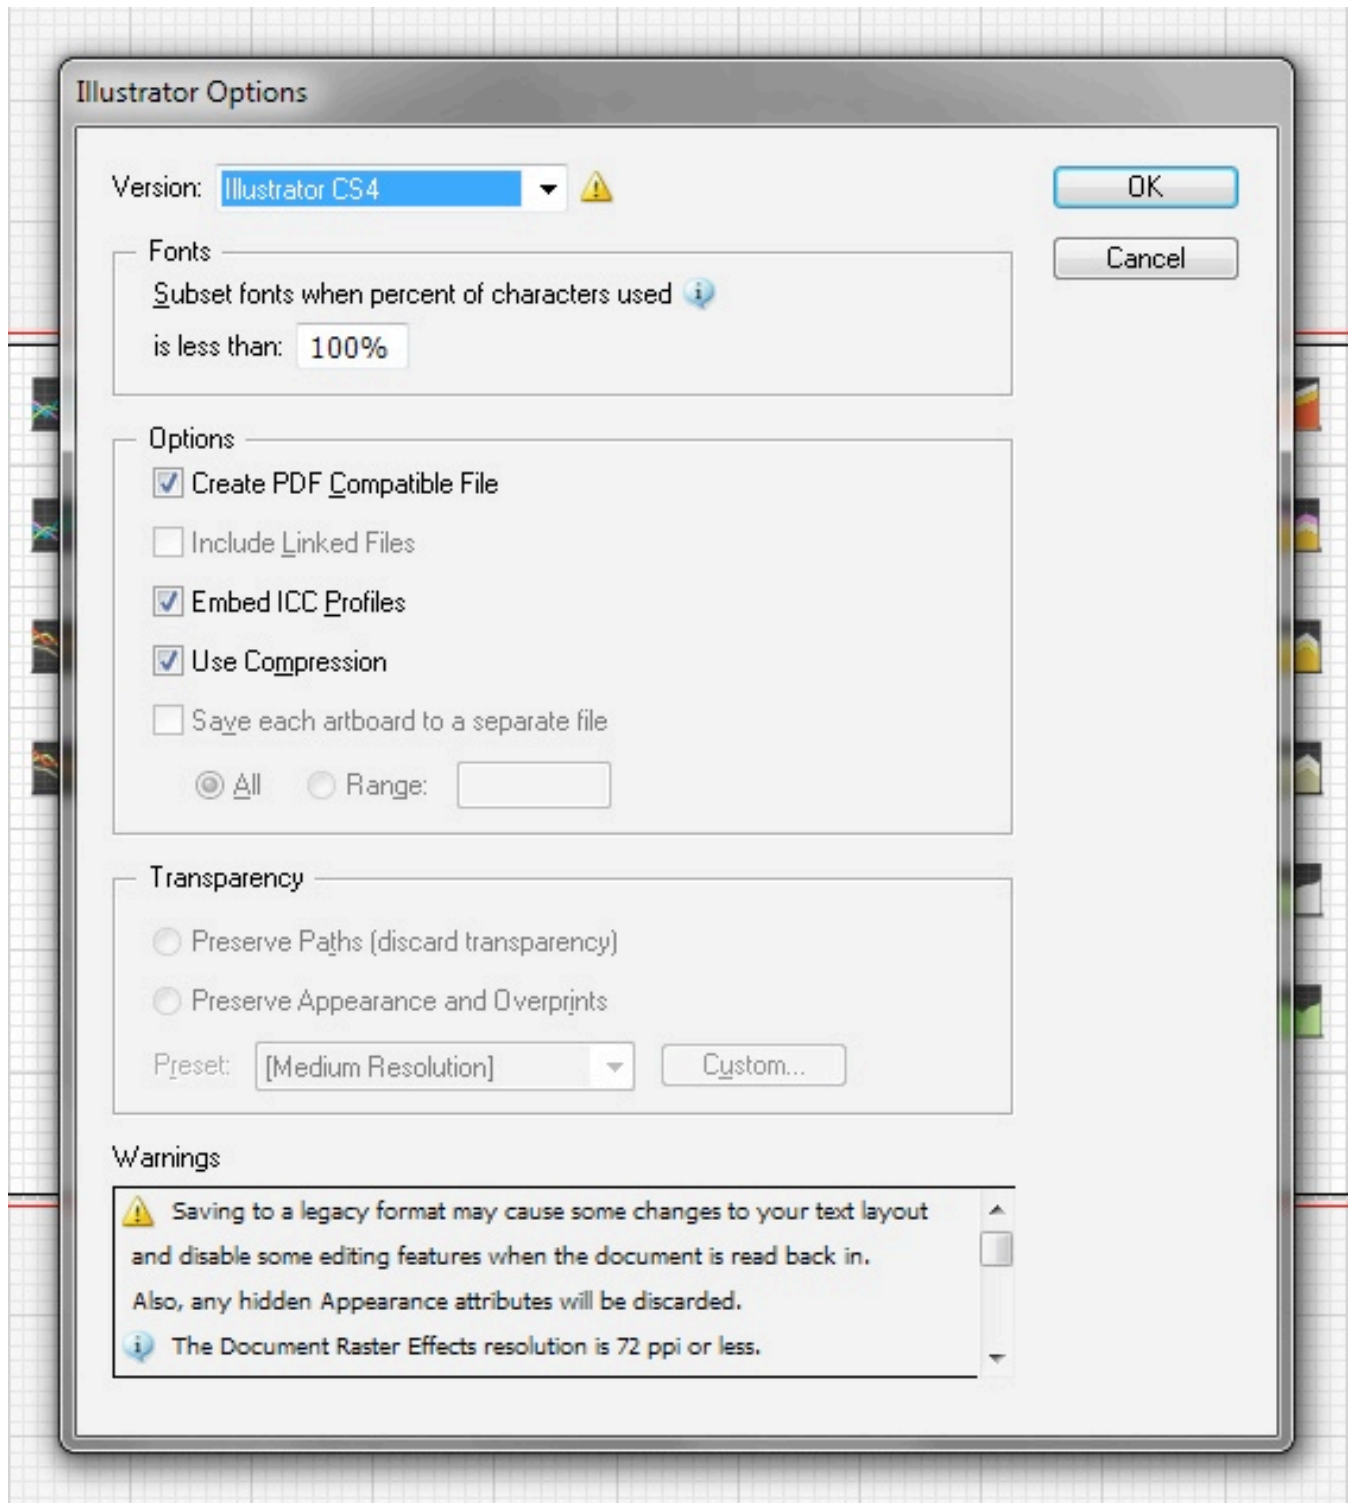 Illustrator Options
Version: Illustrator CS4
OK
Cancel
Fonts
Subset fonts when percent of characters used
is less than: 100%
Options
Create PDF Compatible File
Include Linked Files
Embed ICC Profiles
Use Compression
Save each artboard to a separate file
All Range:
Transparency
Preserve Paths (discard transparency)
Preserve Appearance and Overprints
Preset: [Medium Resolution] Custom...
Warnings
Saving to a legacy format may cause some changes to your text layout
and disable some editing features when the document is read back in.
Also, any hidden Appearance attributes will be discarded.
The Document Raster Effects resolution is 72 ppi or less.